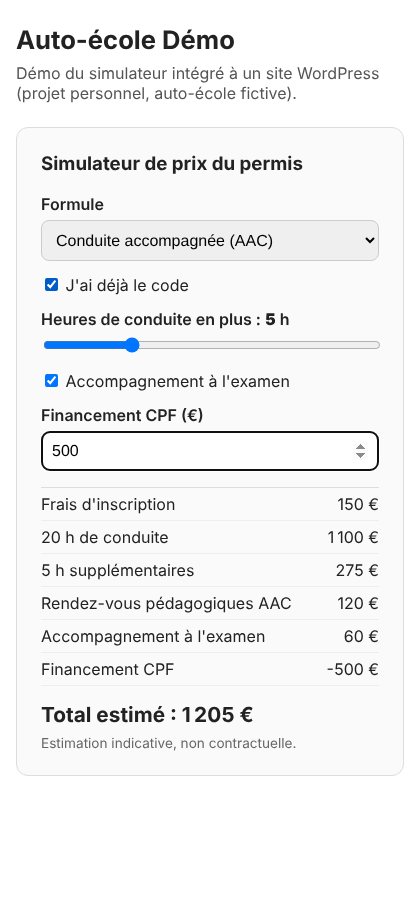 Auto-école Démo
Démo du simulateur intégré à un site WordPress
(projet personnel, auto-école fictive).
Simulateur de prix du permis
Formule
Conduite accompagnée (AAC)
J'ai déjà le code
Heures de conduite en plus : 5 h
Accompagnement à l'examen
Financement CPF (€)
500
Frais d'inscription 150 €
20 h de conduite 1 100 €
5 h supplémentaires 275 €
Rendez-vous pédagogiques AAC 120 €
Accompagnement à l'examen 60 €
Financement CPF -500 €
Total estimé : 1 205 €
Estimation indicative, non contractuelle.